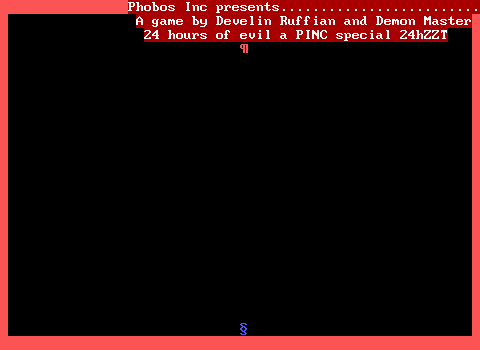 Phobos Inc presents..........................
A game by Develin Ruffian and Demon Master
24 hours of evil a PINC special 24hZZT
¶
§